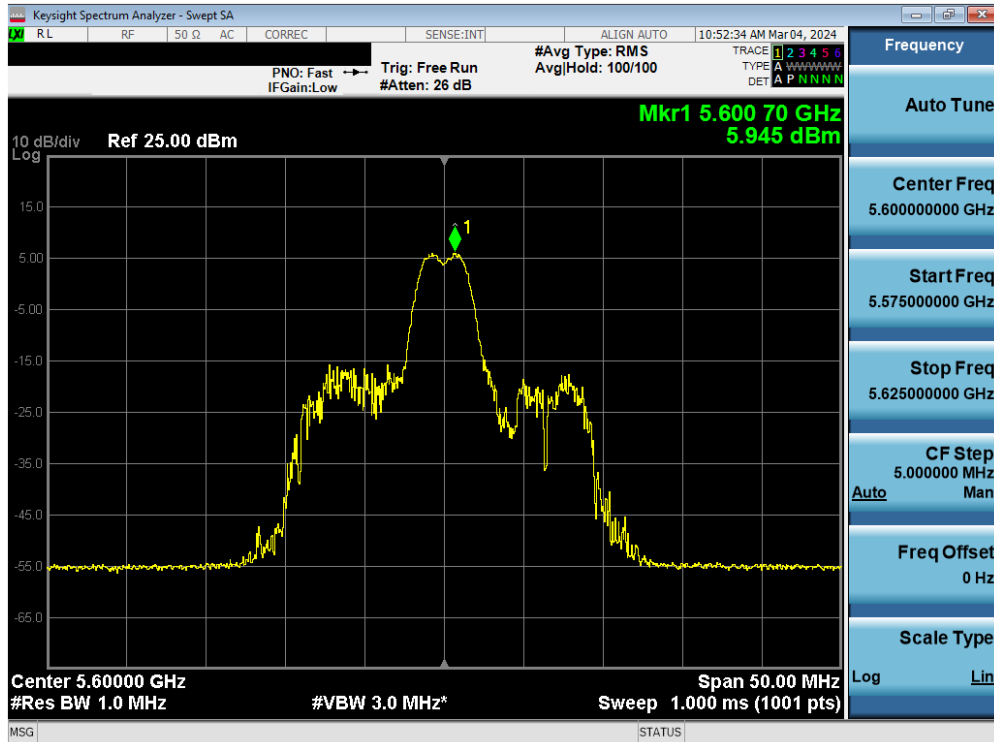 Keysight Spectrum Analyzer - Swept SA
LXI RL RF 50 Ω AC CORREC SENSE:INT ALIGN AUTO 10:52:34 AM Mar 04, 2024
#Avg Type: RMS TRACE 1 2 3 4 5 6
PNO: Fast Trig: Free Run Avg|Hold: 100/100 TYPE A WWWWW
IFGain:Low #Atten: 26 dB DET A P N N N N
Mkr1 5.600 70 GHz
5.945 dBm
10 dB/div Ref 25.00 dBm
Log
1
15.0
5.00
-5.00
-15.0
-25.0
-35.0
-45.0
-55.0
-65.0
Center 5.60000 GHz Span 50.00 MHz
#Res BW 1.0 MHz #VBW 3.0 MHz* Sweep 1.000 ms (1001 pts)
MSG STATUS
Frequency
Auto Tune
Center Freq
5.600000000 GHz
Start Freq
5.575000000 GHz
Stop Freq
5.625000000 GHz
CF Step
5.000000 MHz
Auto Man
Freq Offset
0 Hz
Scale Type
Log Lin